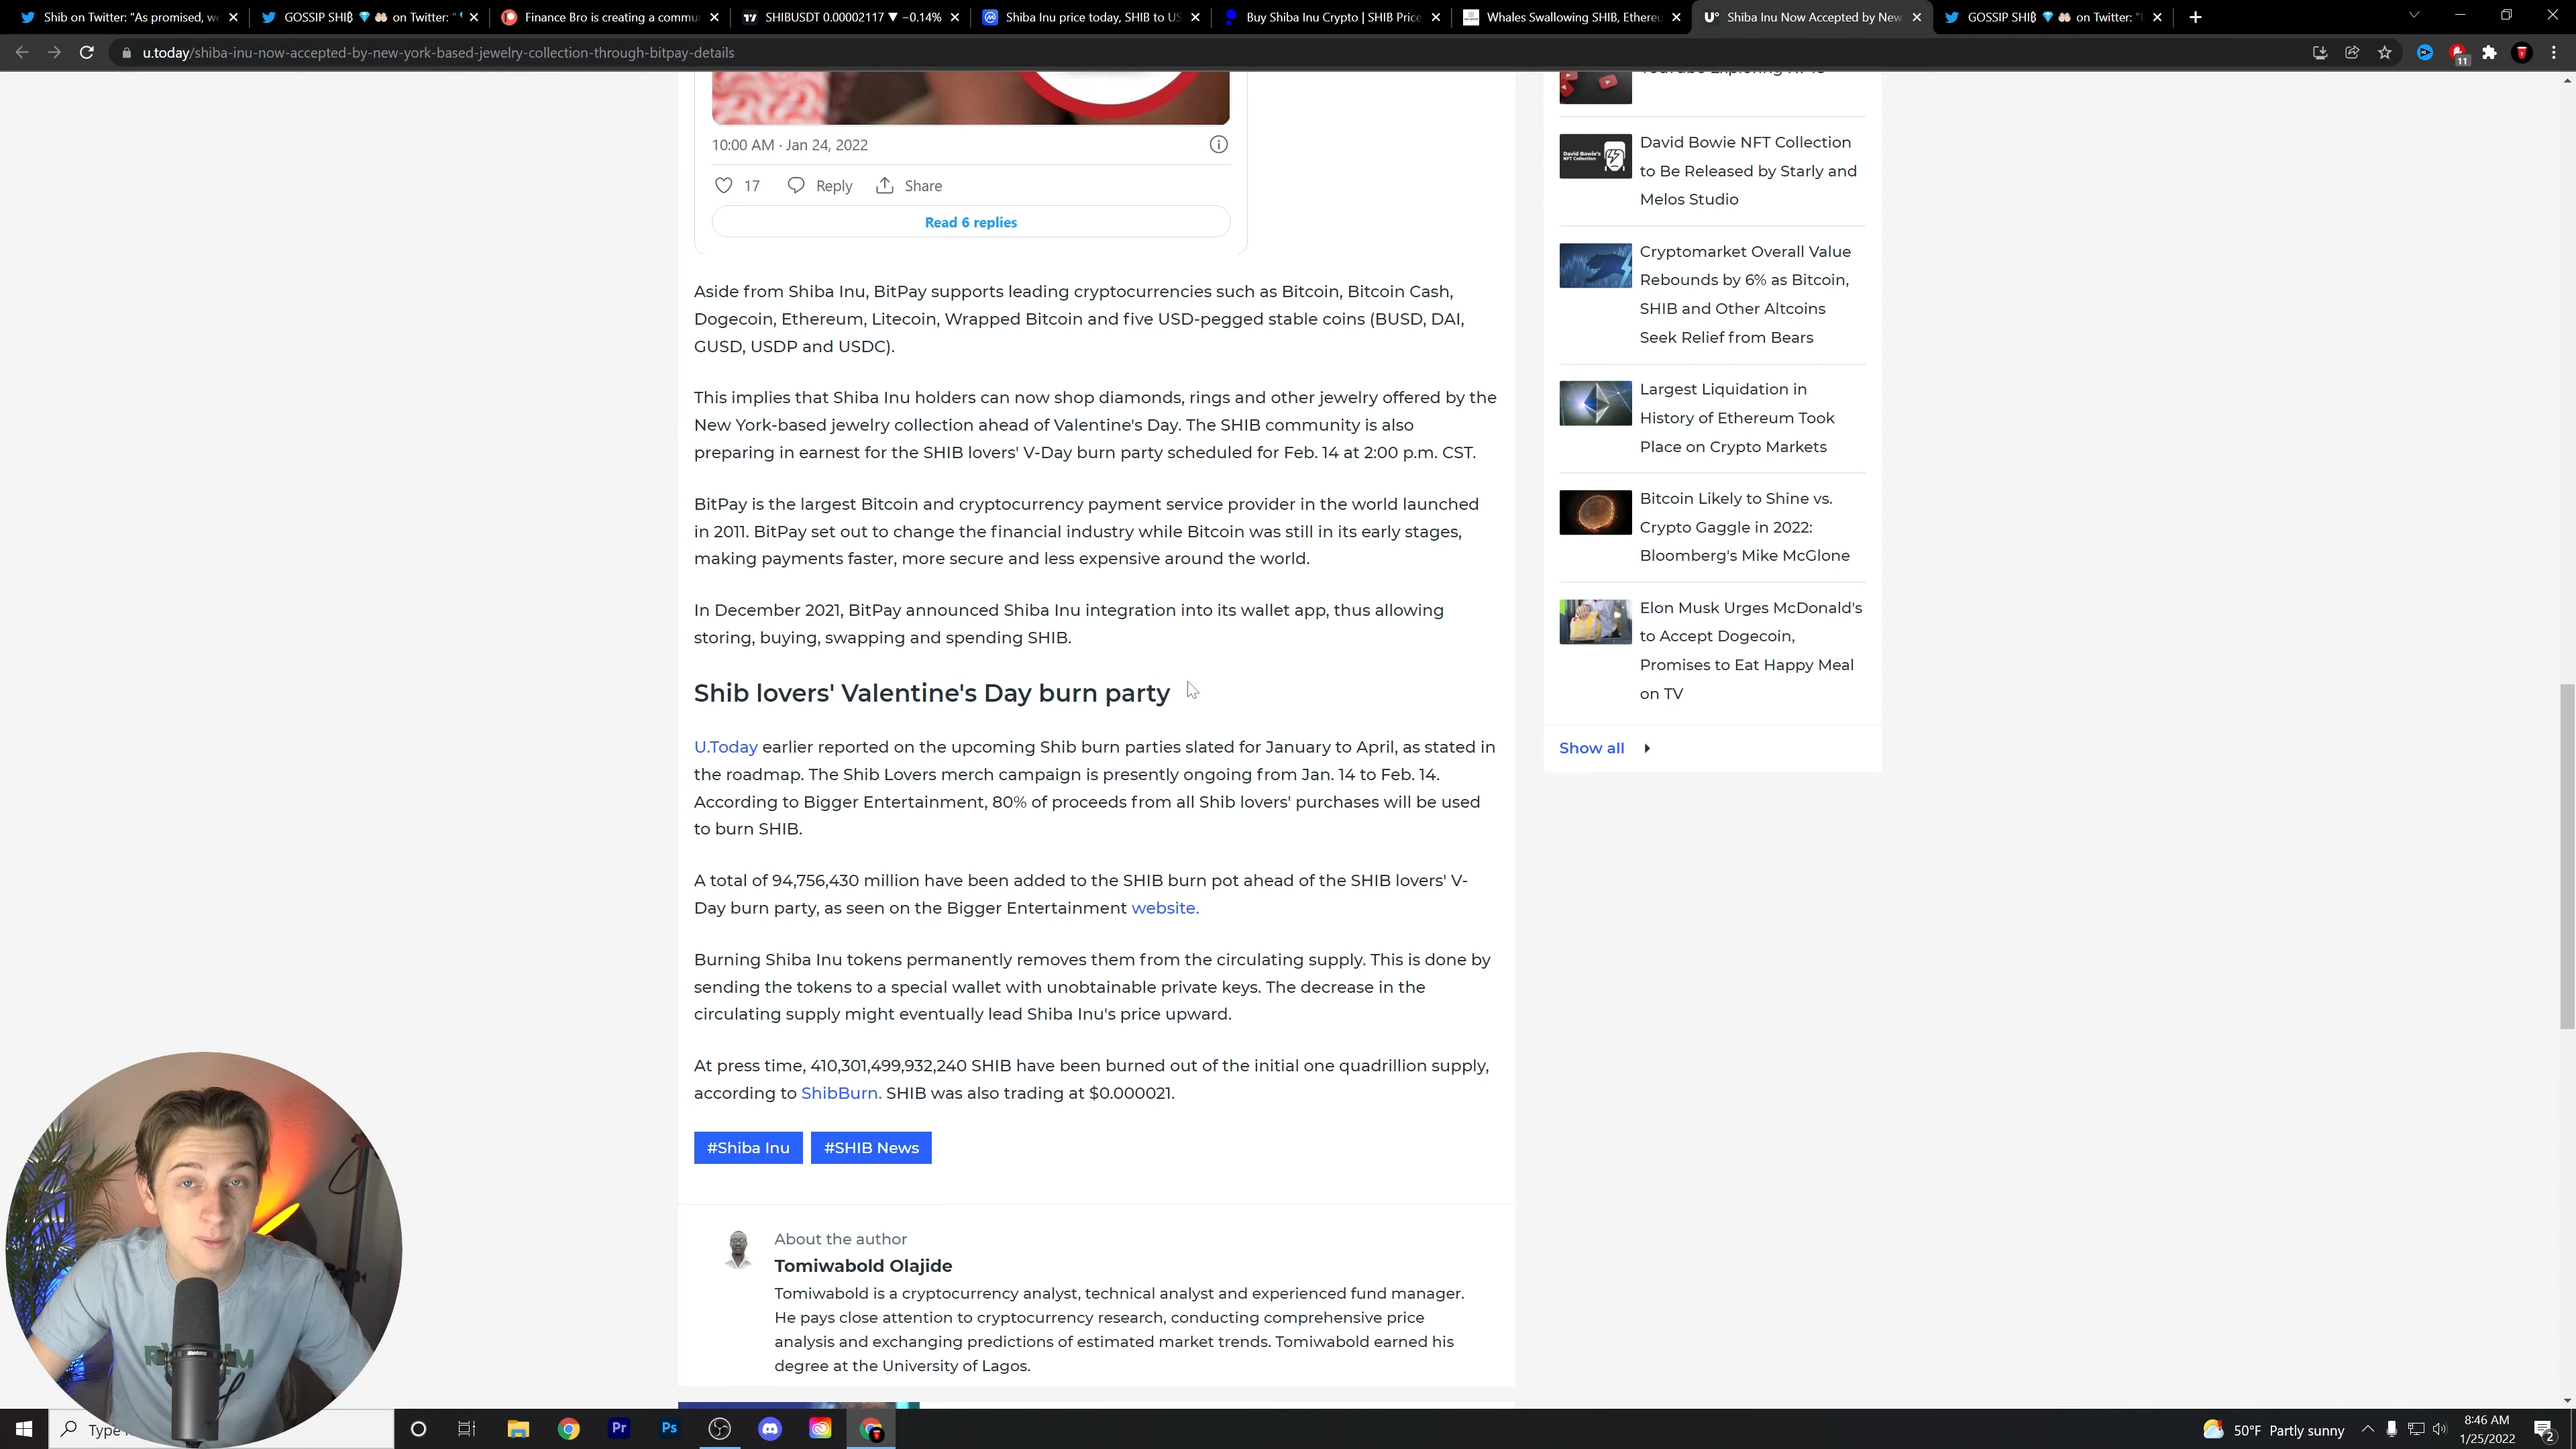 Shib on Twitter: "As promised, we
GOSSIP SHIB 💎 🤲🏻 on Twitter: "
Finance Bro is creating a commu
SHIBUSDT 0.00002117 ▼ −0.14%
Shiba Inu price today, SHIB to US
Buy Shiba Inu Crypto | SHIB Price
Whales Swallowing SHIB, Ethereu
Shiba Inu Now Accepted by New
GOSSIP SHIB 💎 🤲🏻 on Twitter: "
u.today/shiba-inu-now-accepted-by-new-york-based-jewelry-collection-through-bitpay-details
11
10:00 AM · Jan 24, 2022
17 Reply Share
Read 6 replies
Aside from Shiba Inu, BitPay supports leading cryptocurrencies such as Bitcoin, Bitcoin Cash,
Dogecoin, Ethereum, Litecoin, Wrapped Bitcoin and five USD-pegged stable coins (BUSD, DAI,
GUSD, USDP and USDC).
This implies that Shiba Inu holders can now shop diamonds, rings and other jewelry offered by the
New York-based jewelry collection ahead of Valentine's Day. The SHIB community is also
preparing in earnest for the SHIB lovers' V-Day burn party scheduled for Feb. 14 at 2:00 p.m. CST.
BitPay is the largest Bitcoin and cryptocurrency payment service provider in the world launched
in 2011. BitPay set out to change the financial industry while Bitcoin was still in its early stages,
making payments faster, more secure and less expensive around the world.
In December 2021, BitPay announced Shiba Inu integration into its wallet app, thus allowing
storing, buying, swapping and spending SHIB.
Shib lovers' Valentine's Day burn party
U.Today earlier reported on the upcoming Shib burn parties slated for January to April, as stated in
the roadmap. The Shib Lovers merch campaign is presently ongoing from Jan. 14 to Feb. 14.
According to Bigger Entertainment, 80% of proceeds from all Shib lovers' purchases will be used
to burn SHIB.
A total of 94,756,430 million have been added to the SHIB burn pot ahead of the SHIB lovers' V-
Day burn party, as seen on the Bigger Entertainment website.
Burning Shiba Inu tokens permanently removes them from the circulating supply. This is done by
sending the tokens to a special wallet with unobtainable private keys. The decrease in the
circulating supply might eventually lead Shiba Inu's price upward.
At press time, 410,301,499,932,240 SHIB have been burned out of the initial one quadrillion supply,
according to ShibBurn. SHIB was also trading at $0.000021.
#Shiba Inu #SHIB News
About the author
Tomiwabold Olajide
Tomiwabold is a cryptocurrency analyst, technical analyst and experienced fund manager.
He pays close attention to cryptocurrency research, conducting comprehensive price
analysis and exchanging predictions of estimated market trends. Tomiwabold earned his
degree at the University of Lagos.
David Bowie's
NFT Collection
David Bowie NFT Collection
to Be Released by Starly and
Melos Studio
Cryptomarket Overall Value
Rebounds by 6% as Bitcoin,
SHIB and Other Altcoins
Seek Relief from Bears
Largest Liquidation in
History of Ethereum Took
Place on Crypto Markets
Bitcoin Likely to Shine vs.
Crypto Gaggle in 2022:
Bloomberg's Mike McGlone
Elon Musk Urges McDonald's
to Accept Dogecoin,
Promises to Eat Happy Meal
on TV
Show all
Type
Pr
Ps
50°F Partly sunny
8:46 AM
1/25/2022
2